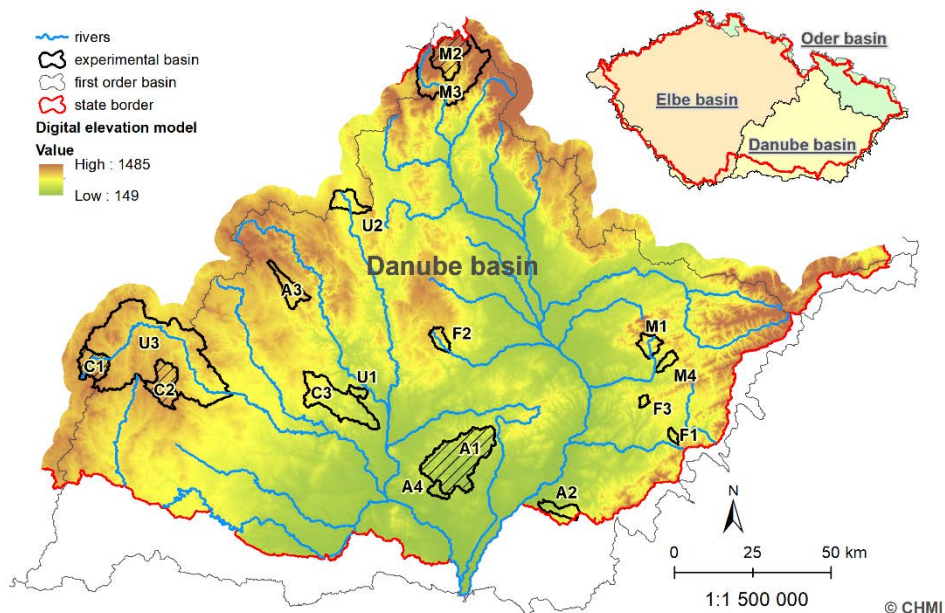 rivers
experimental basin
first order basin
state border
Digital elevation model
Value
High : 1485
Low : 149
Oder basin
Elbe basin
Danube basin
M2
M3
U2
Danube basin
A3
F2
U3
M1
C1
C2
C3
U1
M4
F3
F1
A1
A4
A2
N
0 25 50 km
1:1 500 000
© CHMI